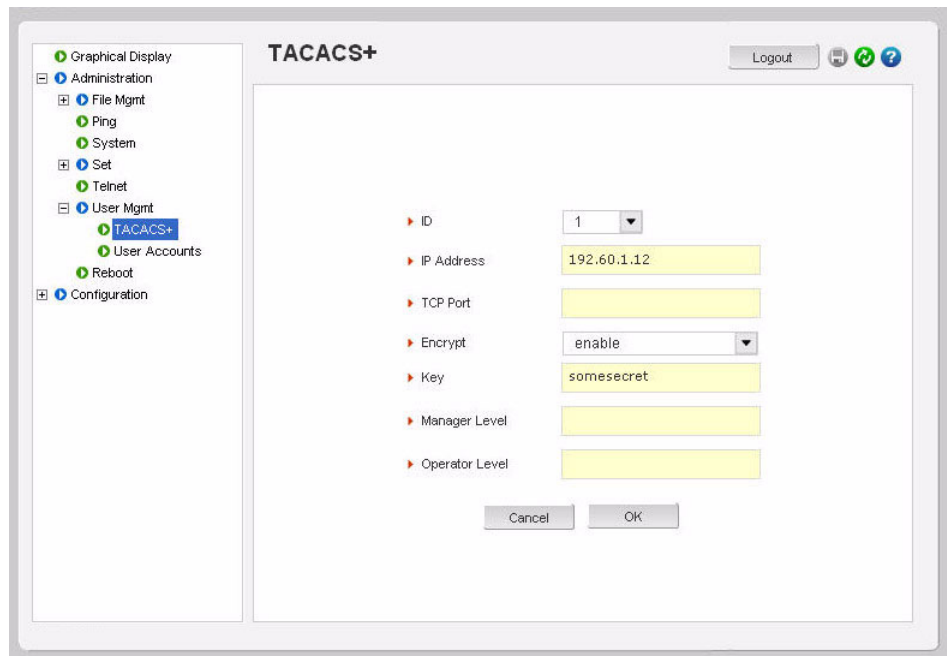 Graphical Display
Administration
File Mgmt
Ping
System
Set
Telnet
User Mgmt
TACACS+
User Accounts
Reboot
Configuration
TACACS+
Logout
?
ID 1
IP Address 192.60.1.12
TCP Port
Encrypt enable
Key somesecret
Manager Level
Operator Level
Cancel OK